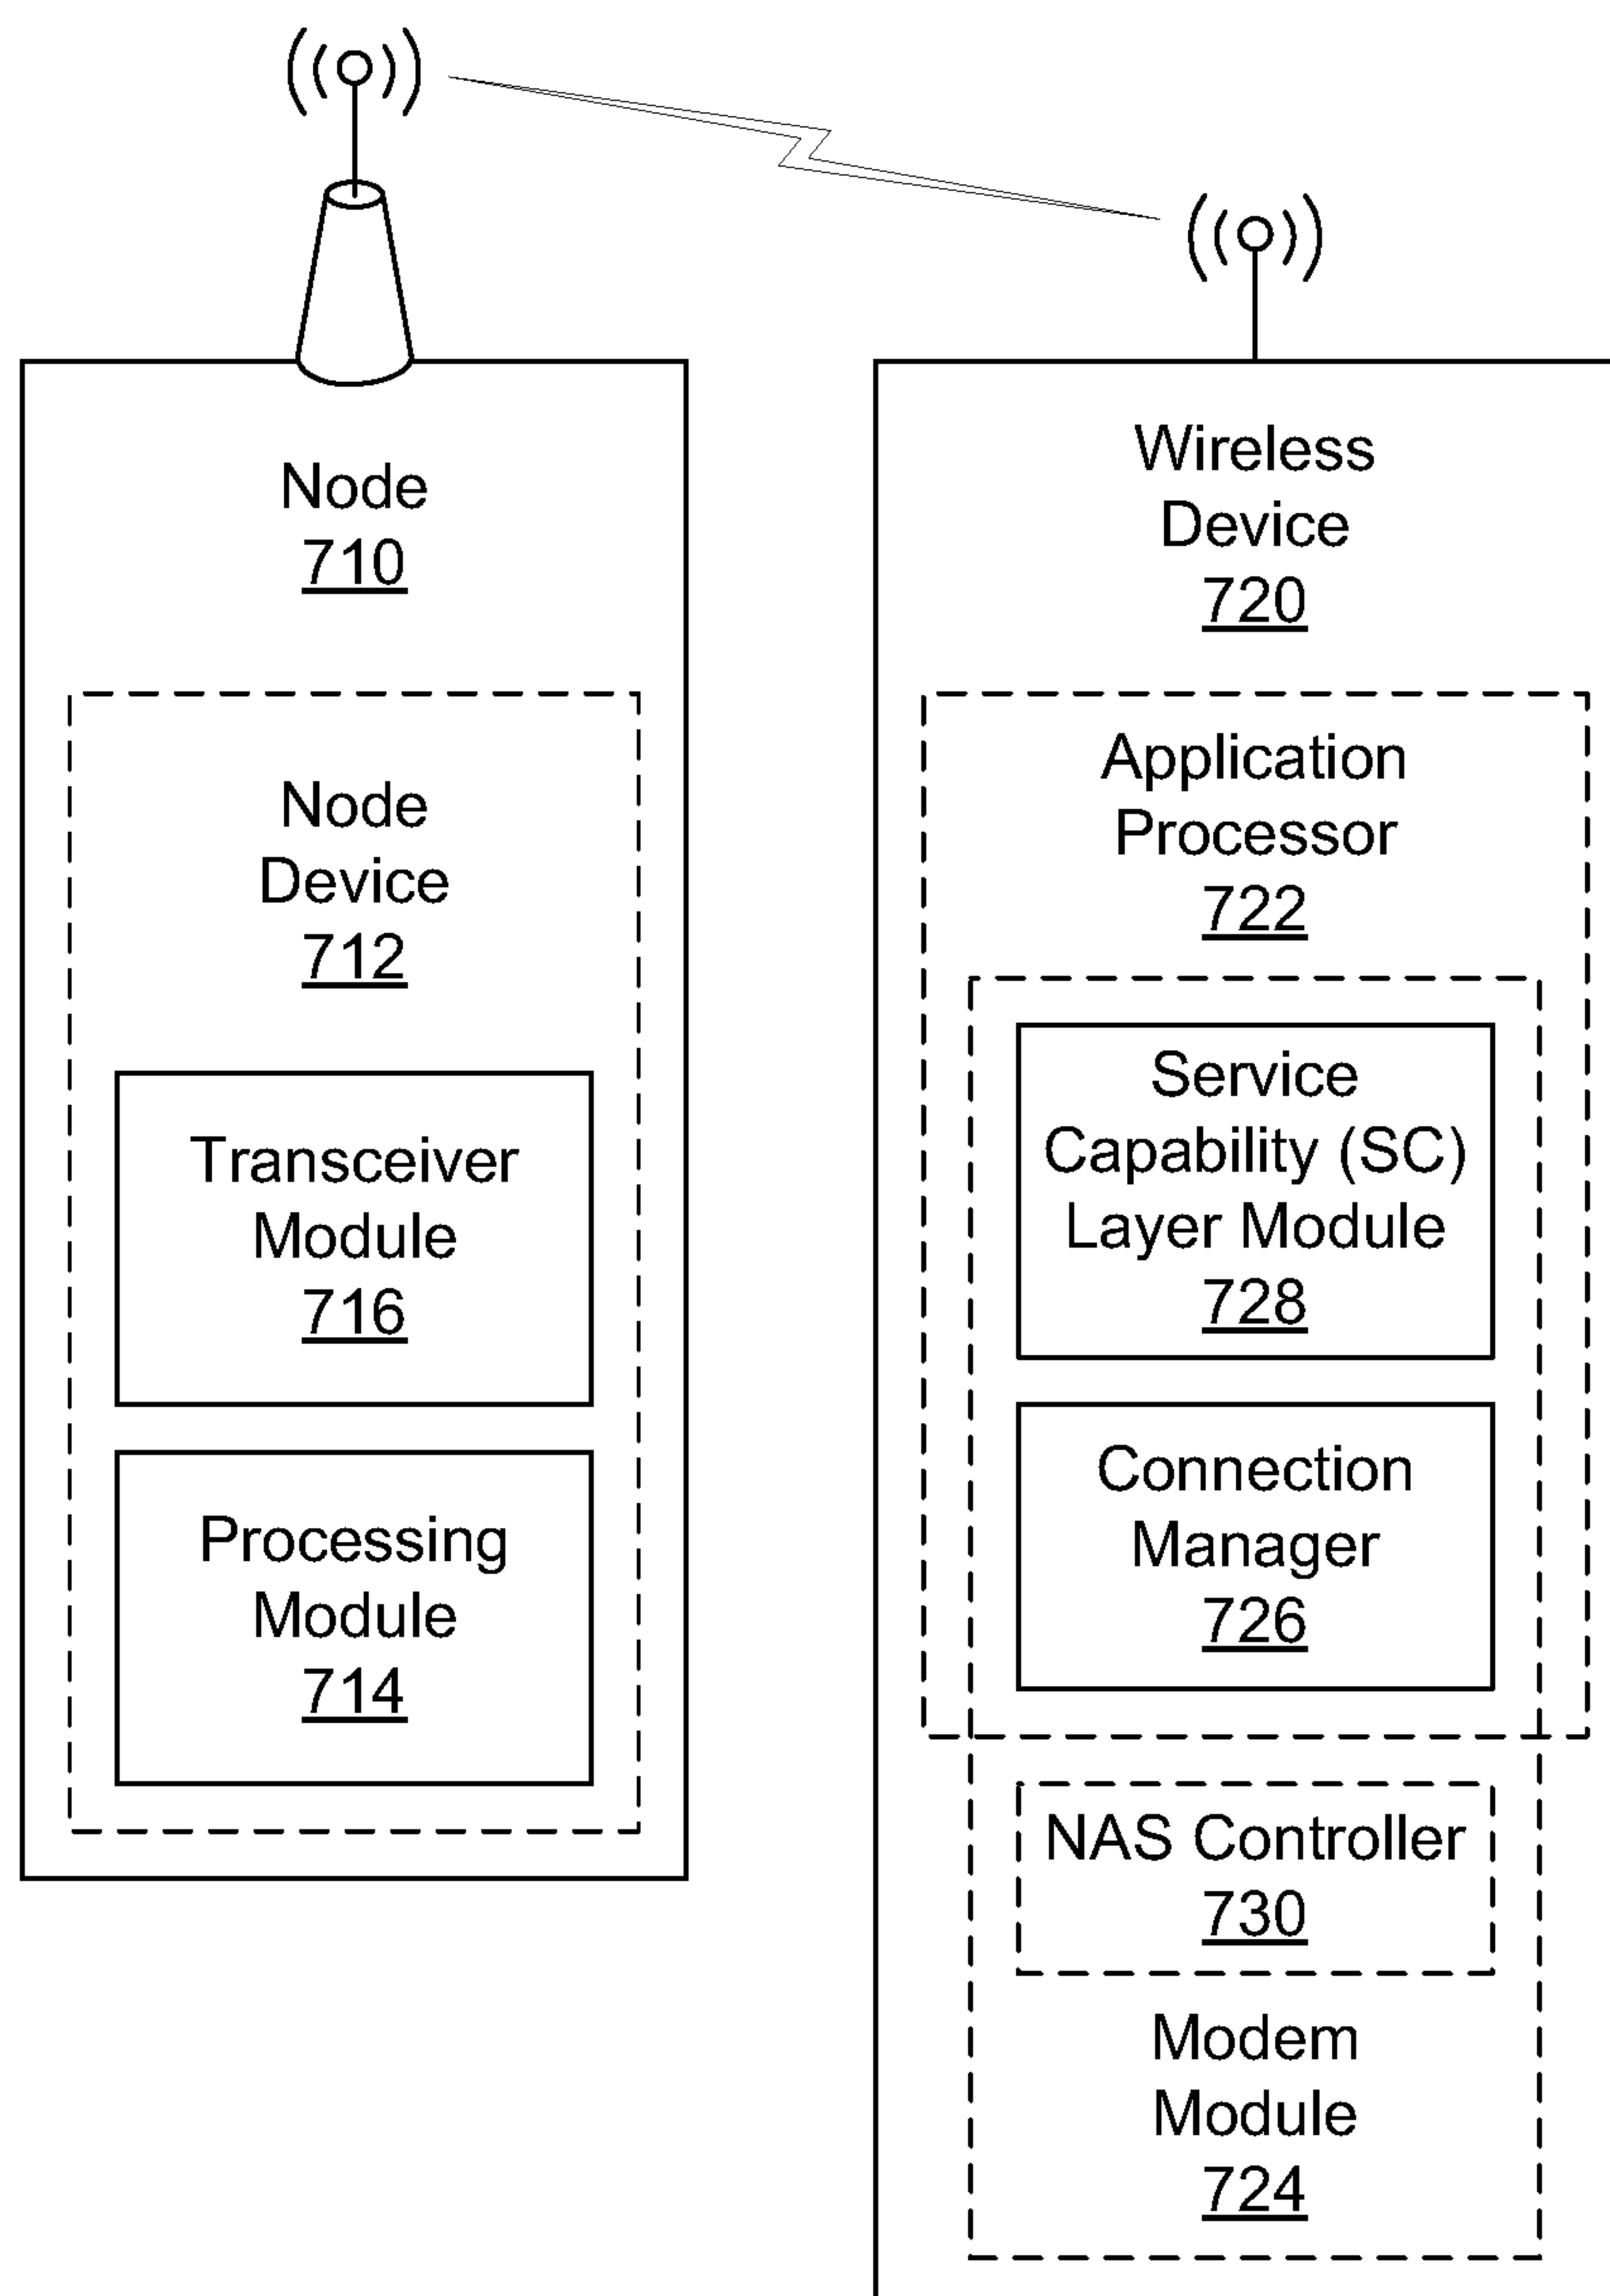 Node
710
Node
Device
712
Transceiver
Module
716
Processing
Module
714
Wireless
Device
720
Application
Processor
722
Service
Capability (SC)
Layer Module
728
Connection
Manager
726
NAS Controller
730
Modem
Module
724